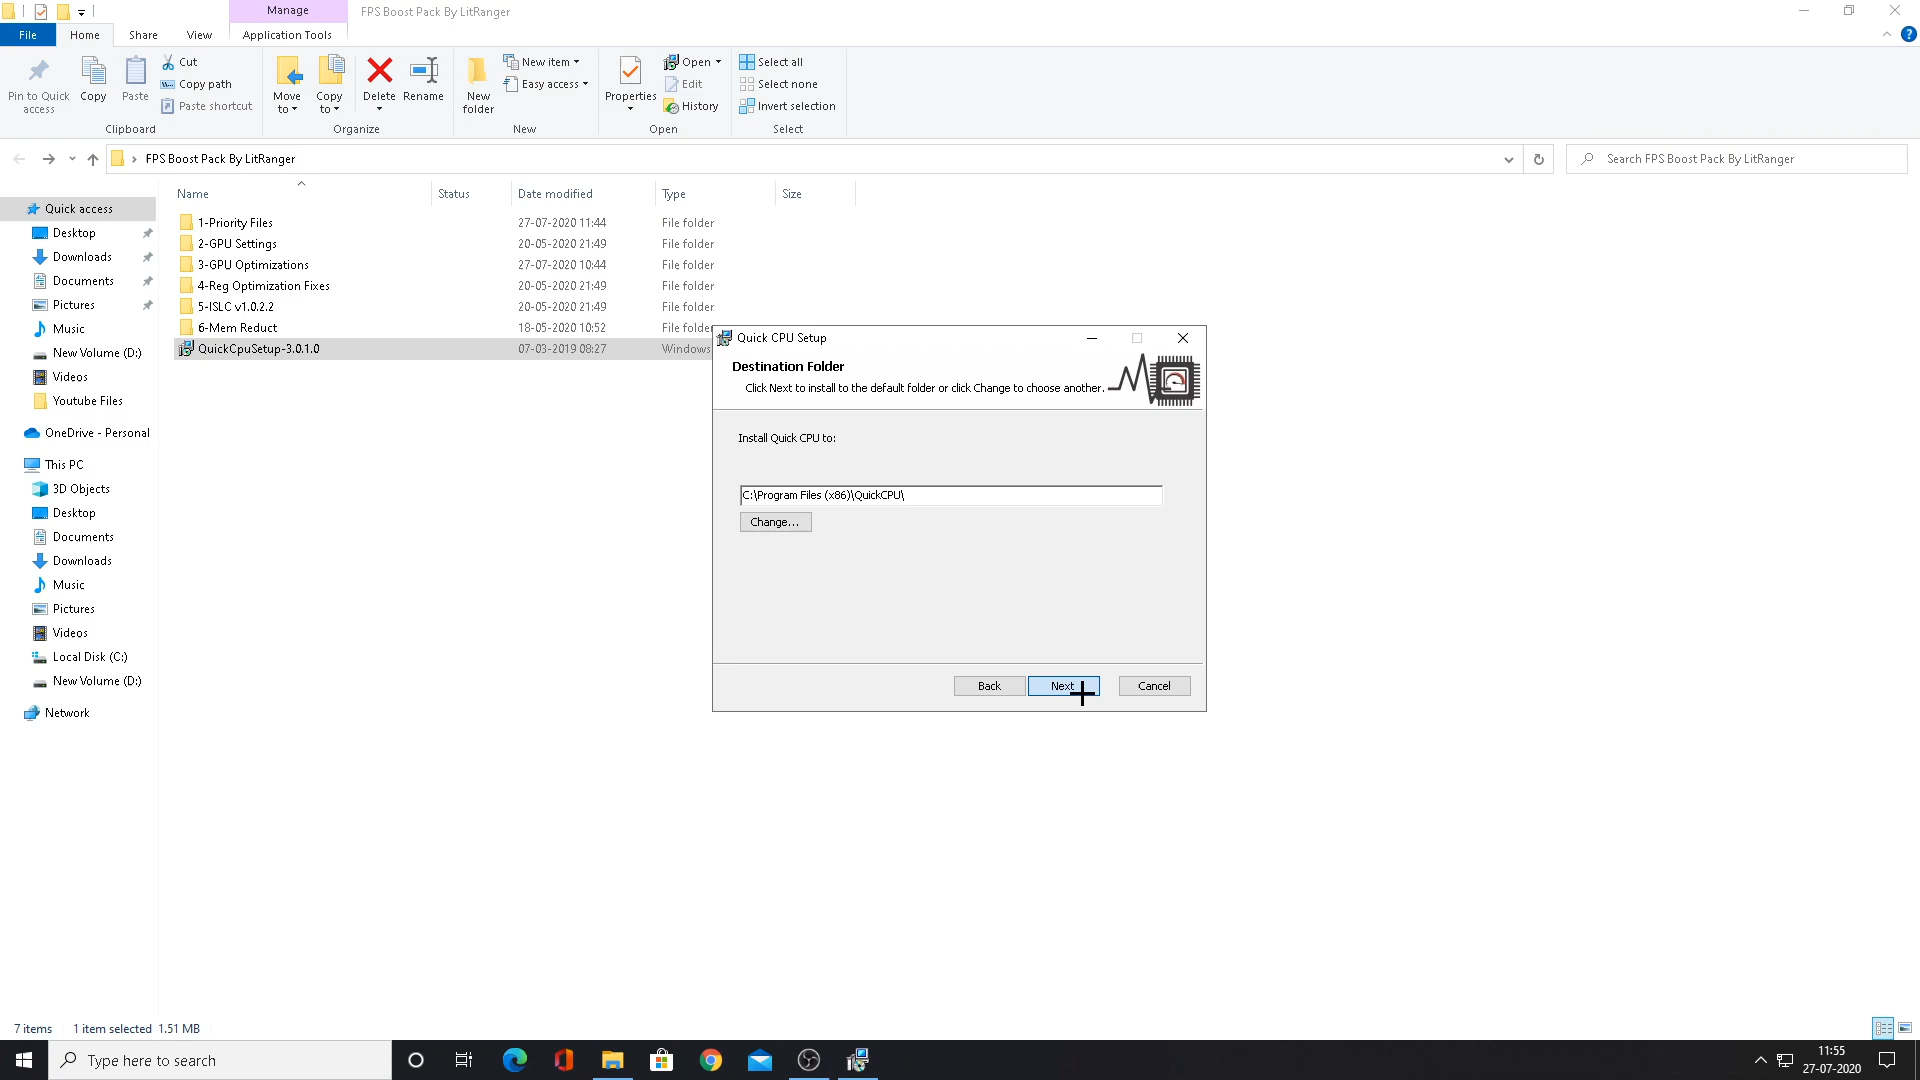 Manage
FPS Boost Pack By LitRanger
File
Home
Share
View
Application Tools
Pin to Quick access
Copy
Paste
Cut
Copy path
Paste shortcut
Clipboard
Move to
Copy to
Delete
Rename
Organize
New folder
New item
Easy access
New
Properties
Open
Edit
History
Open
Select all
Select none
Invert selection
Select
FPS Boost Pack By LitRanger
Search FPS Boost Pack By LitRanger
Name
Status
Date modified
Type
Size
1-Priority Files 27-07-2020 11:44 File folder
2-GPU Settings 20-05-2020 21:49 File folder
3-GPU Optimizations 27-07-2020 10:44 File folder
4-Reg Optimization Fixes 20-05-2020 21:49 File folder
5-ISLC v1.0.2.2 20-05-2020 21:49 File folder
6-Mem Reduct 18-05-2020 10:52 File folder
QuickCpuSetup-3.0.1.0 07-03-2019 08:27 Windows
Quick access
Desktop
Downloads
Documents
Pictures
Music
New Volume (D:)
Videos
Youtube Files
OneDrive - Personal
This PC
3D Objects
Desktop
Documents
Downloads
Music
Pictures
Videos
Local Disk (C:)
New Volume (D:)
Network
Quick CPU Setup
Destination Folder
Click Next to install to the default folder or click Change to choose another.
Install Quick CPU to:
C:\Program Files (x86)\QuickCPU\
Change...
Back
Next
Cancel
7 items
1 item selected 1.51 MB
Type here to search
11:55
27-07-2020